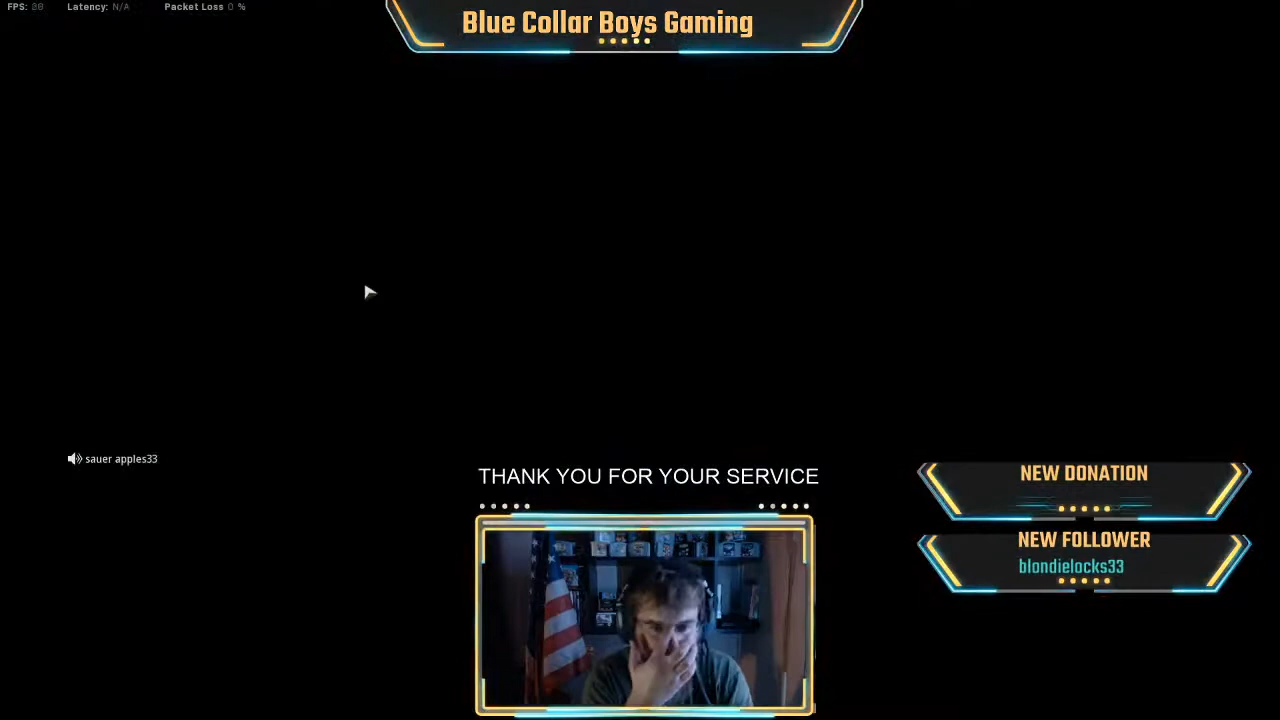 FPS: 30 Latency: N/A Packet Loss 0 %
Blue Collar Boys Gaming
sauer apples33
THANK YOU FOR YOUR SERVICE
NEW DONATION
NEW FOLLOWER
blondielocks33